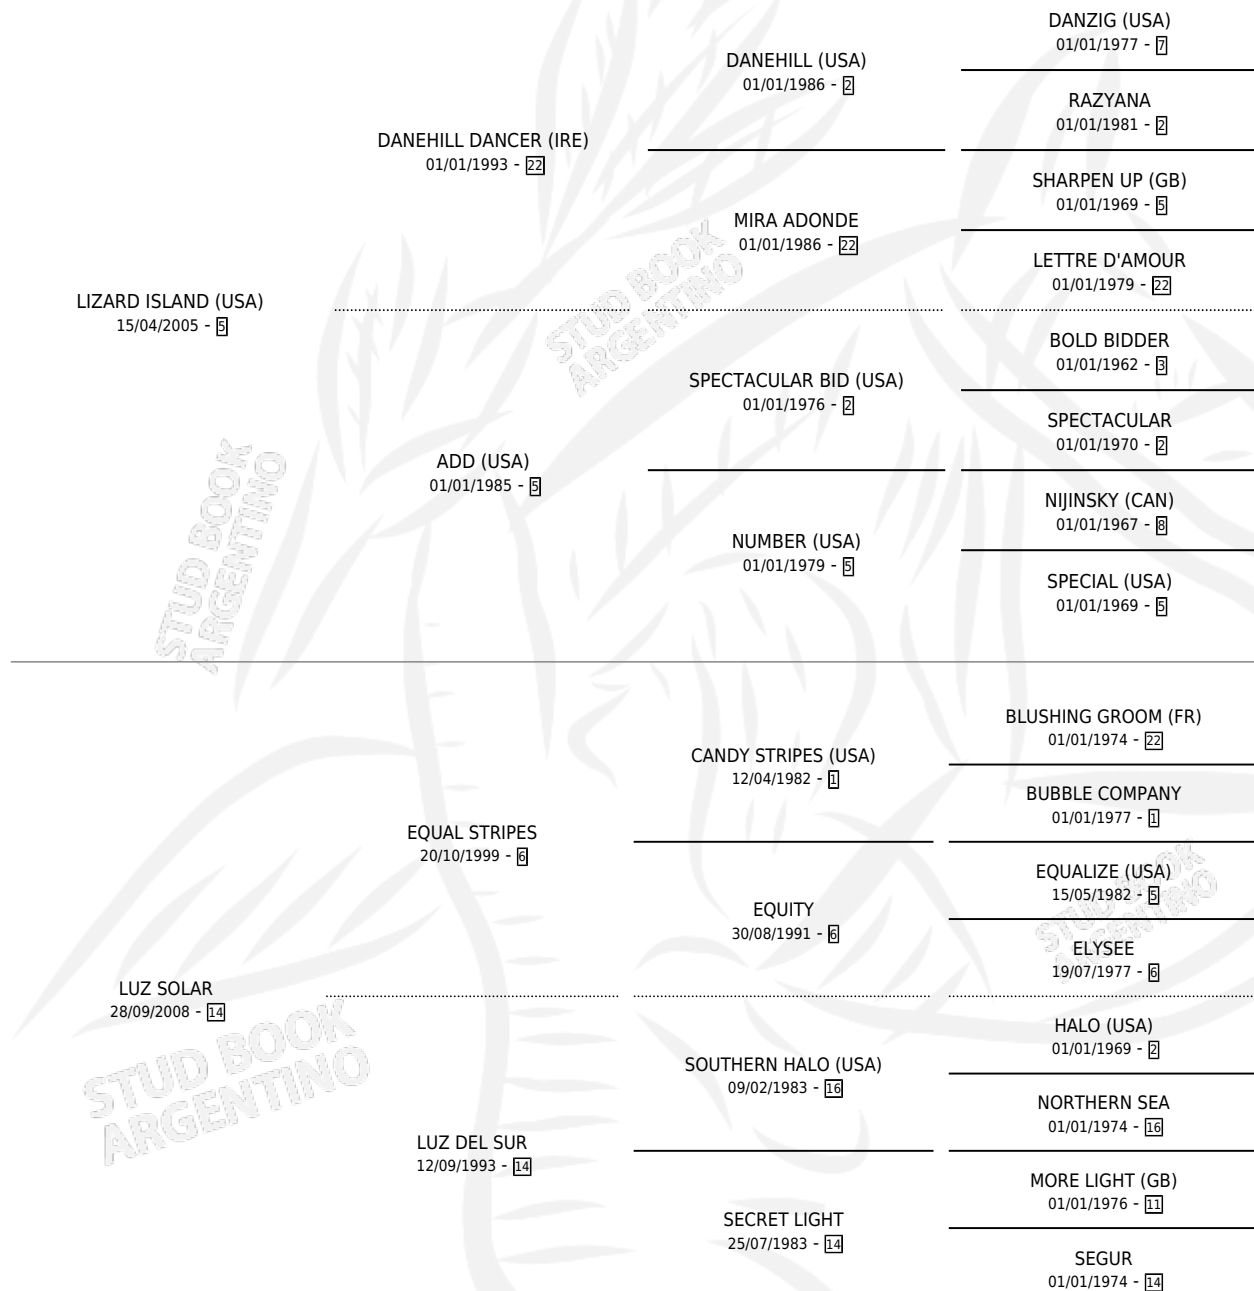 DANZIG (USA)
01/01/1977 - 7
DANEHILL (USA)
01/01/1986 - 2
RAZYANA
01/01/1981 - 2
DANEHILL DANCER (IRE)
01/01/1993 - 22
SHARPEN UP (GB)
01/01/1969 - 5
MIRA ADONDE
01/01/1986 - 22
LETTRE D'AMOUR
01/01/1979 - 22
LIZARD ISLAND (USA)
15/04/2005 - 5
STUD BOOK
ARGENTINO
BOLD BIDDER
01/01/1962 - 3
SPECTACULAR BID (USA)
01/01/1976 - 2
SPECTACULAR
01/01/1970 - 2
ADD (USA)
01/01/1985 - 5
NIJINSKY (CAN)
01/01/1967 - 8
NUMBER (USA)
01/01/1979 - 5
SPECIAL (USA)
01/01/1969 - 5
STUD BOOK
ARGENTINO
BLUSHING GROOM (FR)
01/01/1974 - 22
CANDY STRIPES (USA)
12/04/1982 - 1
BUBBLE COMPANY
01/01/1977 - 1
EQUAL STRIPES
20/10/1999 - 6
EQUALIZE (USA)
15/05/1982 - 5
EQUITY
30/08/1991 - 6
STUD BOOK
ARGENTINO
ELYSEE
19/07/1977 - 6
LUZ SOLAR
28/09/2008 - 14
HALO (USA)
01/01/1969 - 2
SOUTHERN HALO (USA)
09/02/1983 - 16
STUD BOOK
ARGENTINO
NORTHERN SEA
01/01/1974 - 16
LUZ DEL SUR
12/09/1993 - 14
MORE LIGHT (GB)
01/01/1976 - 11
SECRET LIGHT
25/07/1983 - 14
SEGUR
01/01/1974 - 14